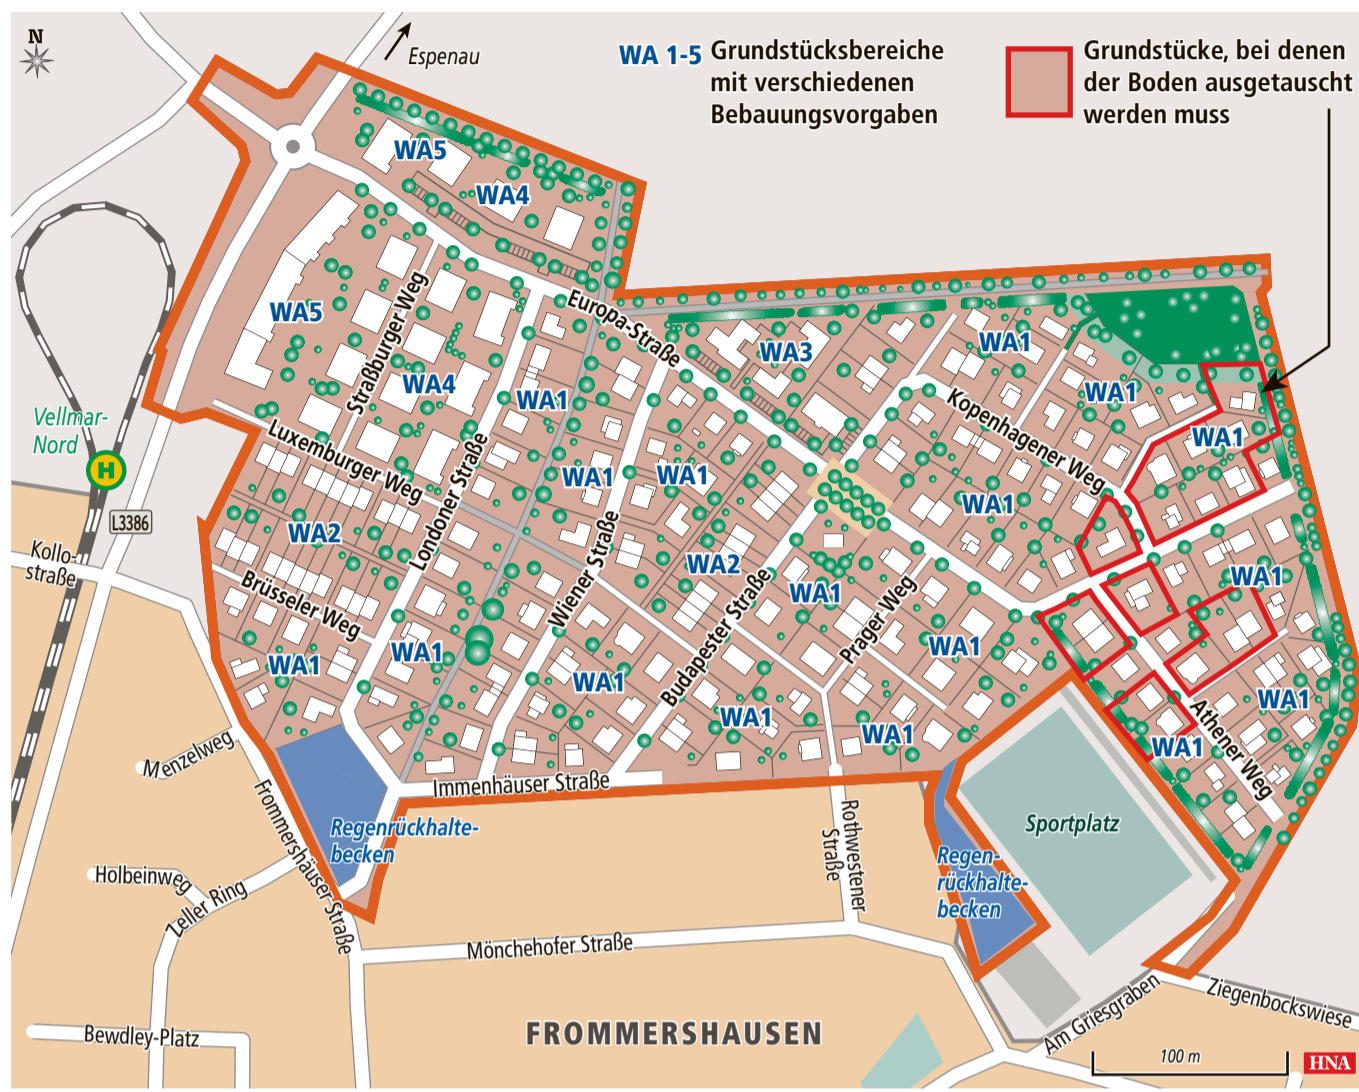 N
Espenau
WA 1-5 Grundstücksbereiche
mit verschiedenen
Bebauungsvorgaben
Grundstücke, bei denen
der Boden ausgetauscht
werden muss
WA5
WA4
WA5
Straßburger Weg
Europa-Straße
WA3
WA1
WA4
WA1
WA1
Kopenhagener Weg
Vellmar-
Nord
H
Luxemburger Weg
Londoner Straße
WA1
WA1
WA1
WA1
L3386
WA2
Wiener Straße
WA2
Kollo-
straße
Brüsseler Weg
Budapester Straße
WA1
Prager Weg
WA1
WA1
WA1
WA1
WA1
WA1
WA1
WA1
Athener Weg
WA1
Menzelweg
Immenhäuser Straße
Frommershäuser Straße
Regenrückhalte-
becken
Rothwestener
Straße
Sportplatz
Regen-
rückhalte-
becken
Holbeinweg
Zeller Ring
Mönchehofer Straße
Am Griesgraben
Ziegenbockswiese
Bewdley-Platz
FROMMERSHAUSEN
100 m
HNA